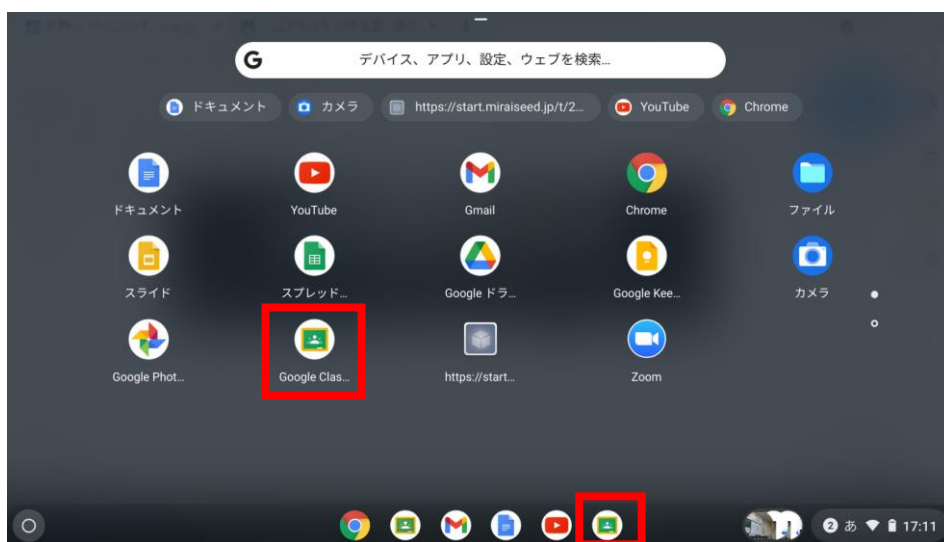 デバイス、アプリ、設定、ウェブを検索...
ドキュメント カメラ https://start.miraiseed.jp/t/2... YouTube Chrome
ドキュメント YouTube Gmail Chrome ファイル
スライド スプレッド... Google ドラ... Google Kee... カメラ
Google Phot... Google Clas... https://start... Zoom
2 あ 17:11